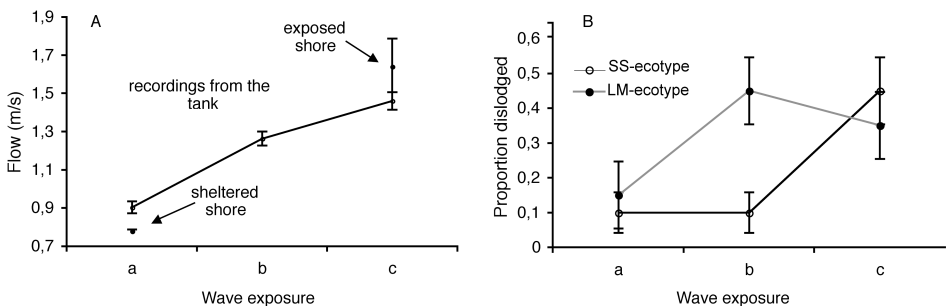 A
1,9
1,7
1,5
1,3
1,1
0,9
0,7
Flow (m/s)
exposed
shore
recordings from the
tank
sheltered
shore
a b c
Wave exposure
B
0,6
0,5
0,4
0,3
0,2
0,1
0
Proportion dislodged
SS-ecotype
LM-ecotype
a b c
Wave exposure